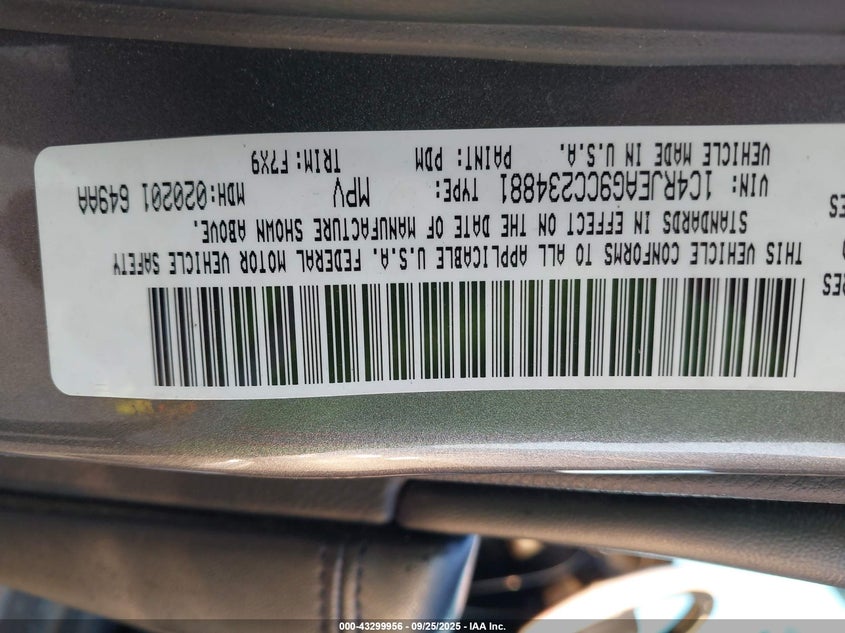 THIS VEHICLE CONFORMS TO ALL APPLICABLE U.S.A. FEDERAL MOTOR VEHICLE SAFETY
STANDARDS IN EFFECT ON THE DATE OF MANUFACTURE SHOWN ABOVE.
VIN: 1C4RJEAG9CC234881 TYPE: MPV MDH: 020201 649AA
VEHICLE MADE IN U.S.A. PAINT: PDM TRIM: F7X9
000-43299956 - 09/25/2025 - IAA Inc.